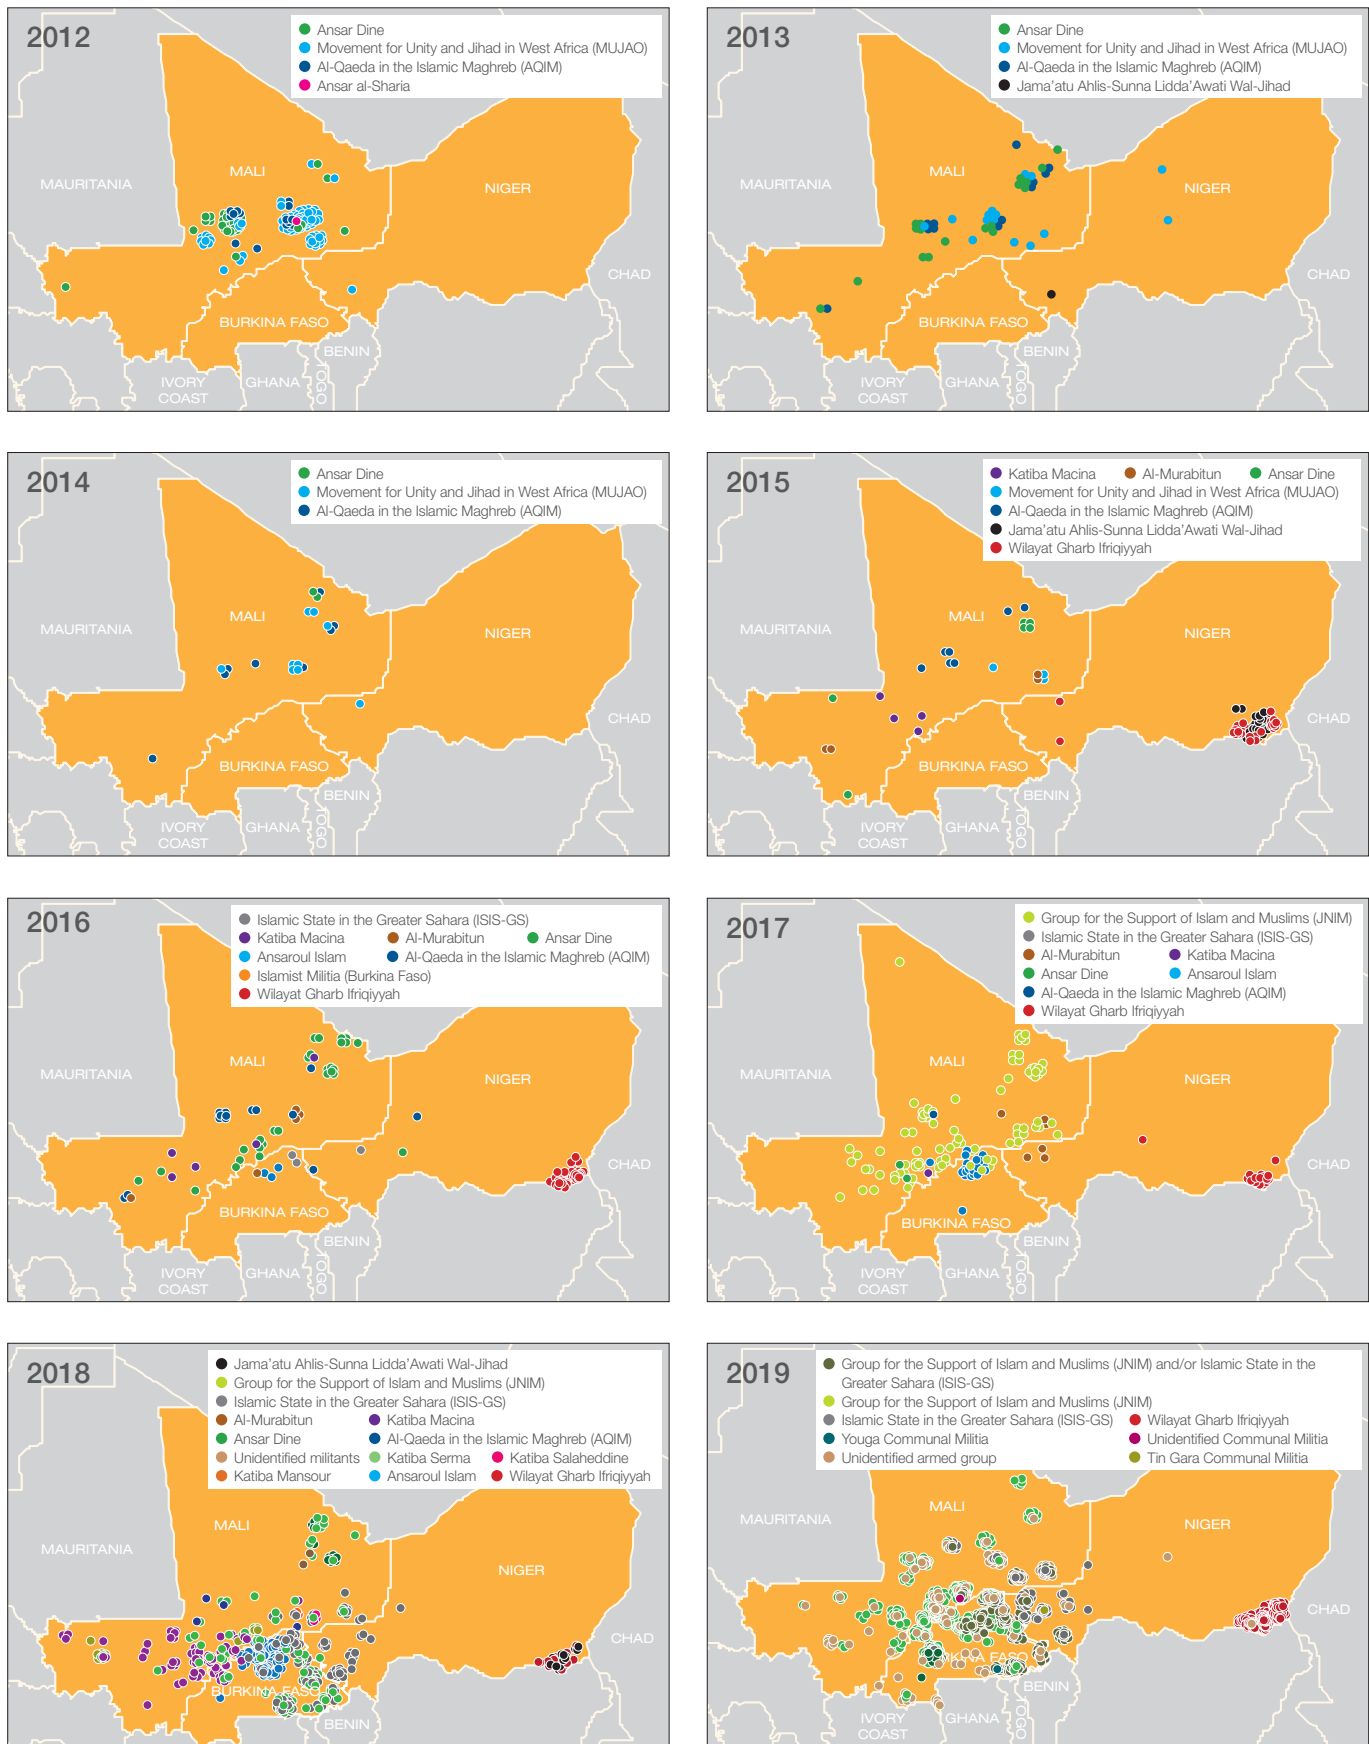 2012
Ansar Dine
Movement for Unity and Jihad in West Africa (MUJAO)
Al-Qaeda in the Islamic Maghreb (AQIM)
Ansar al-Sharia
MALI
MAURITANIA
NIGER
CHAD
BURKINA FASO
BENIN
IVORY COAST
GHANA
TOGO
2013
Ansar Dine
Movement for Unity and Jihad in West Africa (MUJAO)
Al-Qaeda in the Islamic Maghreb (AQIM)
Jama'atu Ahlis-Sunna Lidda'Awati Wal-Jihad
MALI
MAURITANIA
NIGER
CHAD
BURKINA FASO
BENIN
IVORY COAST
GHANA
TOGO
2014
Ansar Dine
Movement for Unity and Jihad in West Africa (MUJAO)
Al-Qaeda in the Islamic Maghreb (AQIM)
MALI
MAURITANIA
NIGER
CHAD
BURKINA FASO
BENIN
IVORY COAST
GHANA
TOGO
2015
Katiba Macina Al-Murabitun Ansar Dine
Movement for Unity and Jihad in West Africa (MUJAO)
Al-Qaeda in the Islamic Maghreb (AQIM)
Jama'atu Ahlis-Sunna Lidda'Awati Wal-Jihad
Wilayat Gharb Ifriqiyyah
MALI
MAURITANIA
NIGER
CHAD
BURKINA FASO
BENIN
IVORY COAST
GHANA
TOGO
2016
Islamic State in the Greater Sahara (ISIS-GS)
Katiba Macina Al-Murabitun Ansar Dine
Ansaroul Islam Al-Qaeda in the Islamic Maghreb (AQIM)
Islamist Militia (Burkina Faso)
Wilayat Gharb Ifriqiyyah
MALI
MAURITANIA
NIGER
CHAD
BURKINA FASO
BENIN
IVORY COAST
GHANA
TOGO
2017
Group for the Support of Islam and Muslims (JNIM)
Islamic State in the Greater Sahara (ISIS-GS)
Al-Murabitun Katiba Macina
Ansar Dine Ansaroul Islam
Al-Qaeda in the Islamic Maghreb (AQIM)
Wilayat Gharb Ifriqiyyah
MALI
MAURITANIA
NIGER
CHAD
BURKINA FASO
BENIN
IVORY COAST
GHANA
TOGO
2018
Jama'atu Ahlis-Sunna Lidda'Awati Wal-Jihad
Group for the Support of Islam and Muslims (JNIM)
Islamic State in the Greater Sahara (ISIS-GS)
Al-Murabitun Katiba Macina
Ansar Dine Al-Qaeda in the Islamic Maghreb (AQIM)
Unidentified militants Katiba Serma Katiba Salaheddine
Katiba Mansour Ansaroul Islam Wilayat Gharb Ifriqiyyah
MALI
MAURITANIA
NIGER
CHAD
BURKINA FASO
BENIN
IVORY COAST
GHANA
TOGO
2019
Group for the Support of Islam and Muslims (JNIM) and/or Islamic State in the
Greater Sahara (ISIS-GS)
Group for the Support of Islam and Muslims (JNIM)
Islamic State in the Greater Sahara (ISIS-GS) Wilayat Gharb Ifriqiyyah
Youga Communal Militia Unidentified Communal Militia
Unidentified armed group Tin Gara Communal Militia
MALI
MAURITANIA
NIGER
CHAD
FASO
BENIN
IVORY COAST
GHANA
TOGO